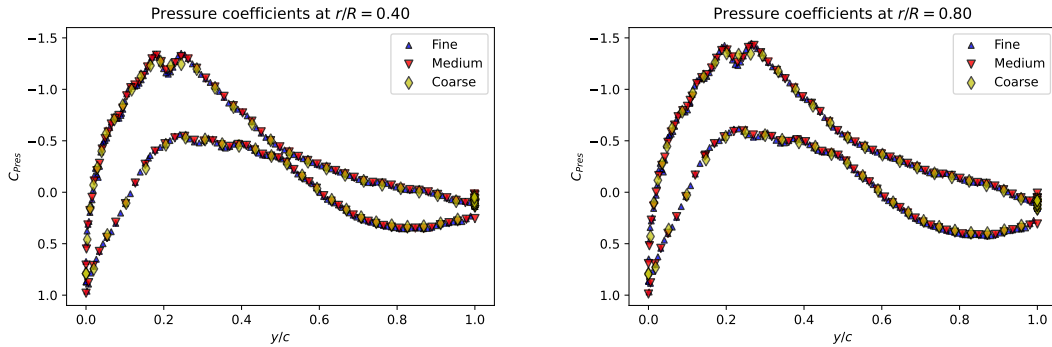 Pressure coefficients at r/R = 0.40
−1.5
−1.0
−0.5
0.0
0.5
1.0
C_Pres
0.0
0.2
0.4
0.6
0.8
1.0
y/c
Fine
Medium
Coarse
Pressure coefficients at r/R = 0.80
−1.5
−1.0
−0.5
0.0
0.5
1.0
C_Pres
0.0
0.2
0.4
0.6
0.8
1.0
y/c
Fine
Medium
Coarse